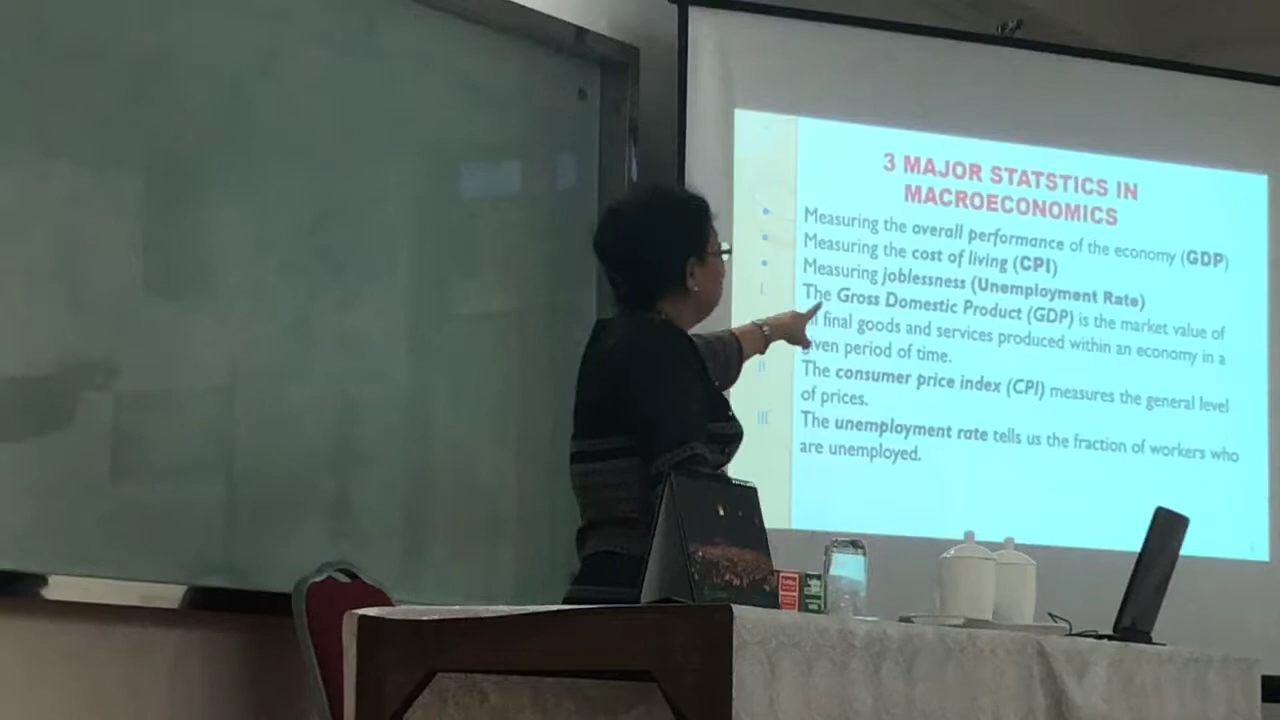 3 MAJOR STATSTICS IN
MACROECONOMICS
• Measuring the overall performance of the economy (GDP)
• Measuring the cost of living (CPI)
• Measuring joblessness (Unemployment Rate)
I. The Gross Domestic Product (GDP) is the market value of
final goods and services produced within an economy in a
period of time.
II The consumer price index (CPI) measures the general level
of prices.
III The unemployment rate tells us the fraction of workers who
are unemployed.